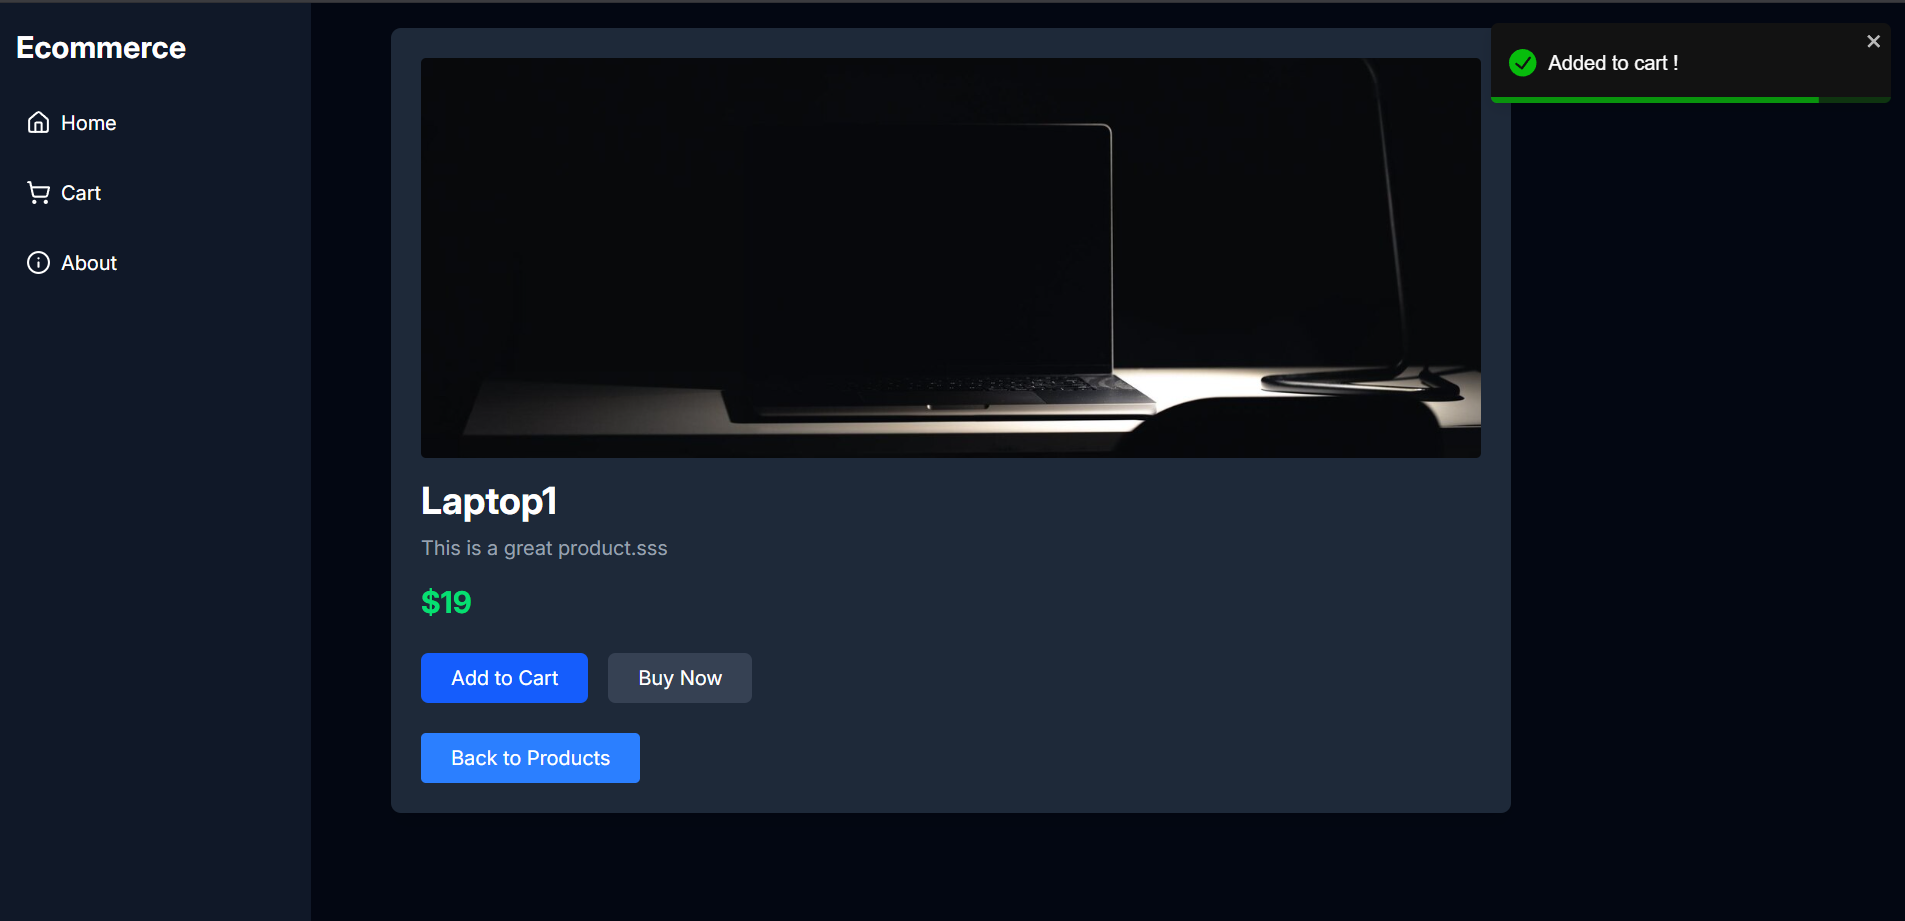 Ecommerce
Home
Cart
About
Added to cart !
Laptop1
This is a great product.sss
$19
Add to Cart
Buy Now
Back to Products